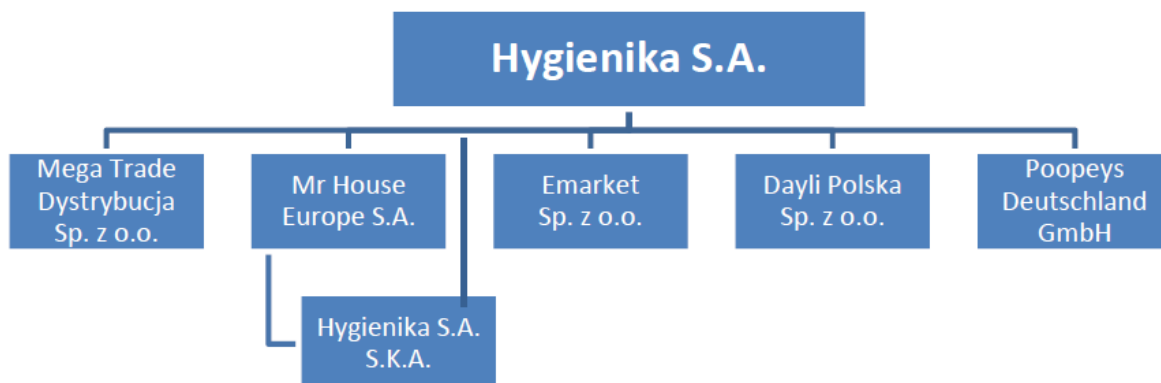 Hygienika S.A.
Mega Trade
Dystrybucja
Sp. z o.o.
Mr House
Europe S.A.
Emarket
Sp. z o.o.
Dayli Polska
Sp. z o.o.
Poopeys
Deutschland
GmbH
Hygienika S.A.
S.K.A.